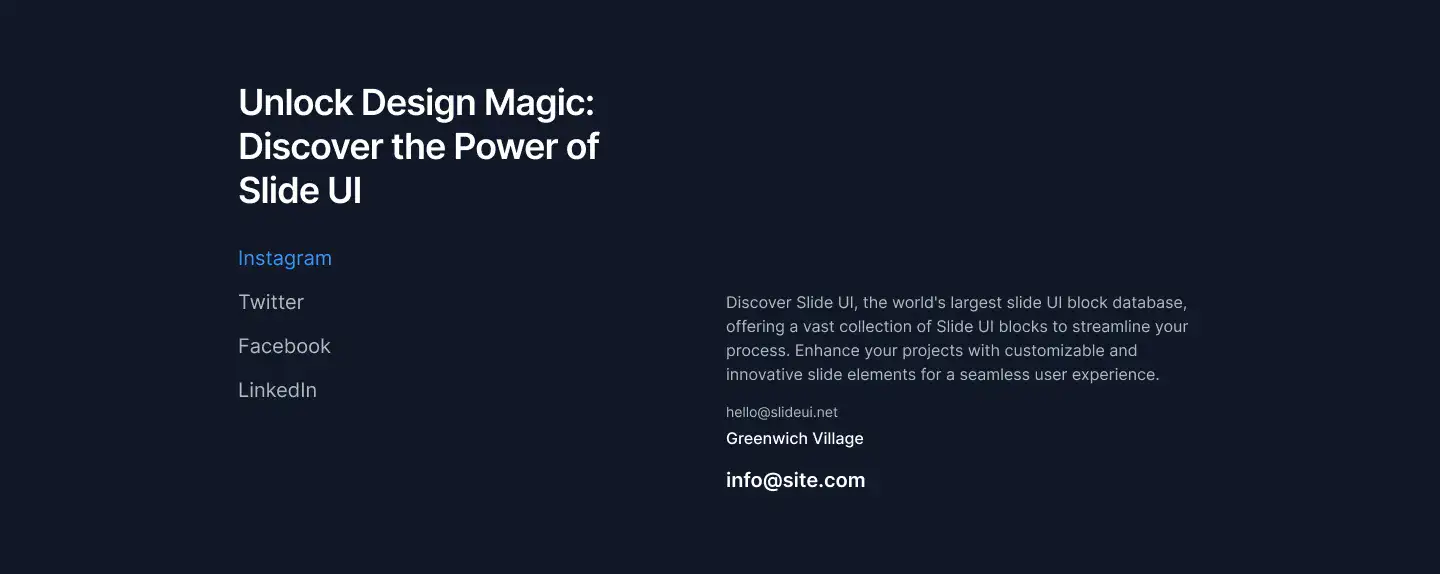 Unlock Design Magic:
Discover the Power of
Slide UI
Instagram
Twitter
Facebook
LinkedIn
Discover Slide UI, the world's largest slide UI block database,
offering a vast collection of Slide UI blocks to streamline your
process. Enhance your projects with customizable and
innovative slide elements for a seamless user experience.
hello@slideui.net
Greenwich Village
info@site.com